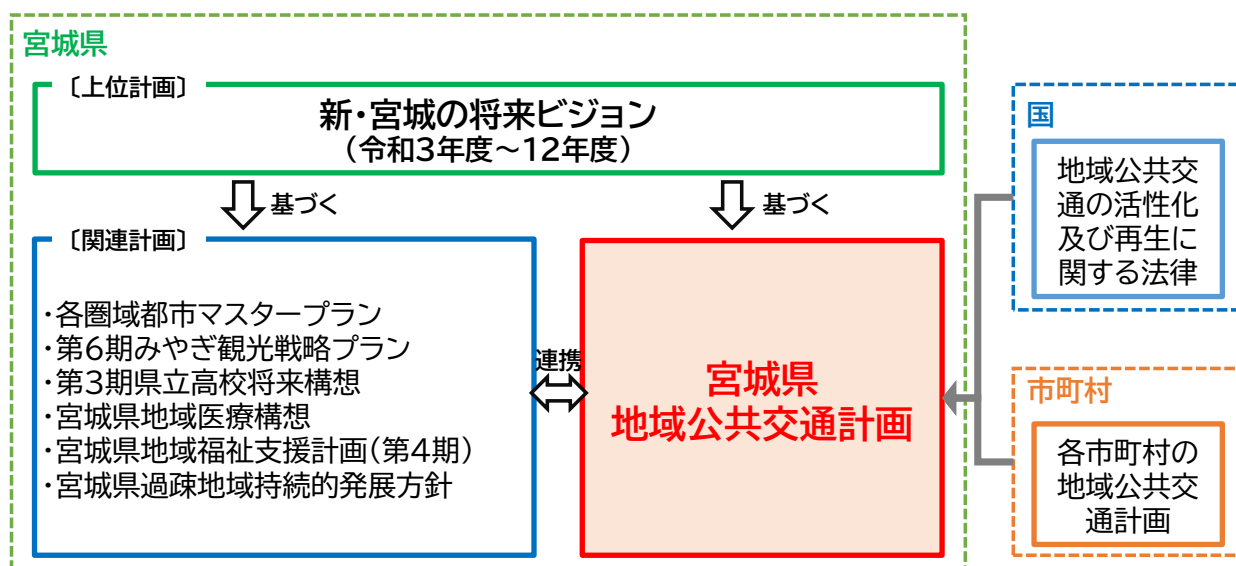 宮城県
〔上位計画〕
新・宮城の将来ビジョン
（令和3年度～12年度）
基づく
基づく
〔関連計画〕
・各圏域都市マスタープラン
・第6期みやぎ観光戦略プラン
・第3期県立高校将来構想
・宮城県地域医療構想
・宮城県地域福祉支援計画（第4期）
・宮城県過疎地域持続的発展方針
連携
宮城県
地域公共交通計画
国
地域公共交
通の活性化
及び再生に
関する法律
市町村
各市町村の
地域公共交
通計画